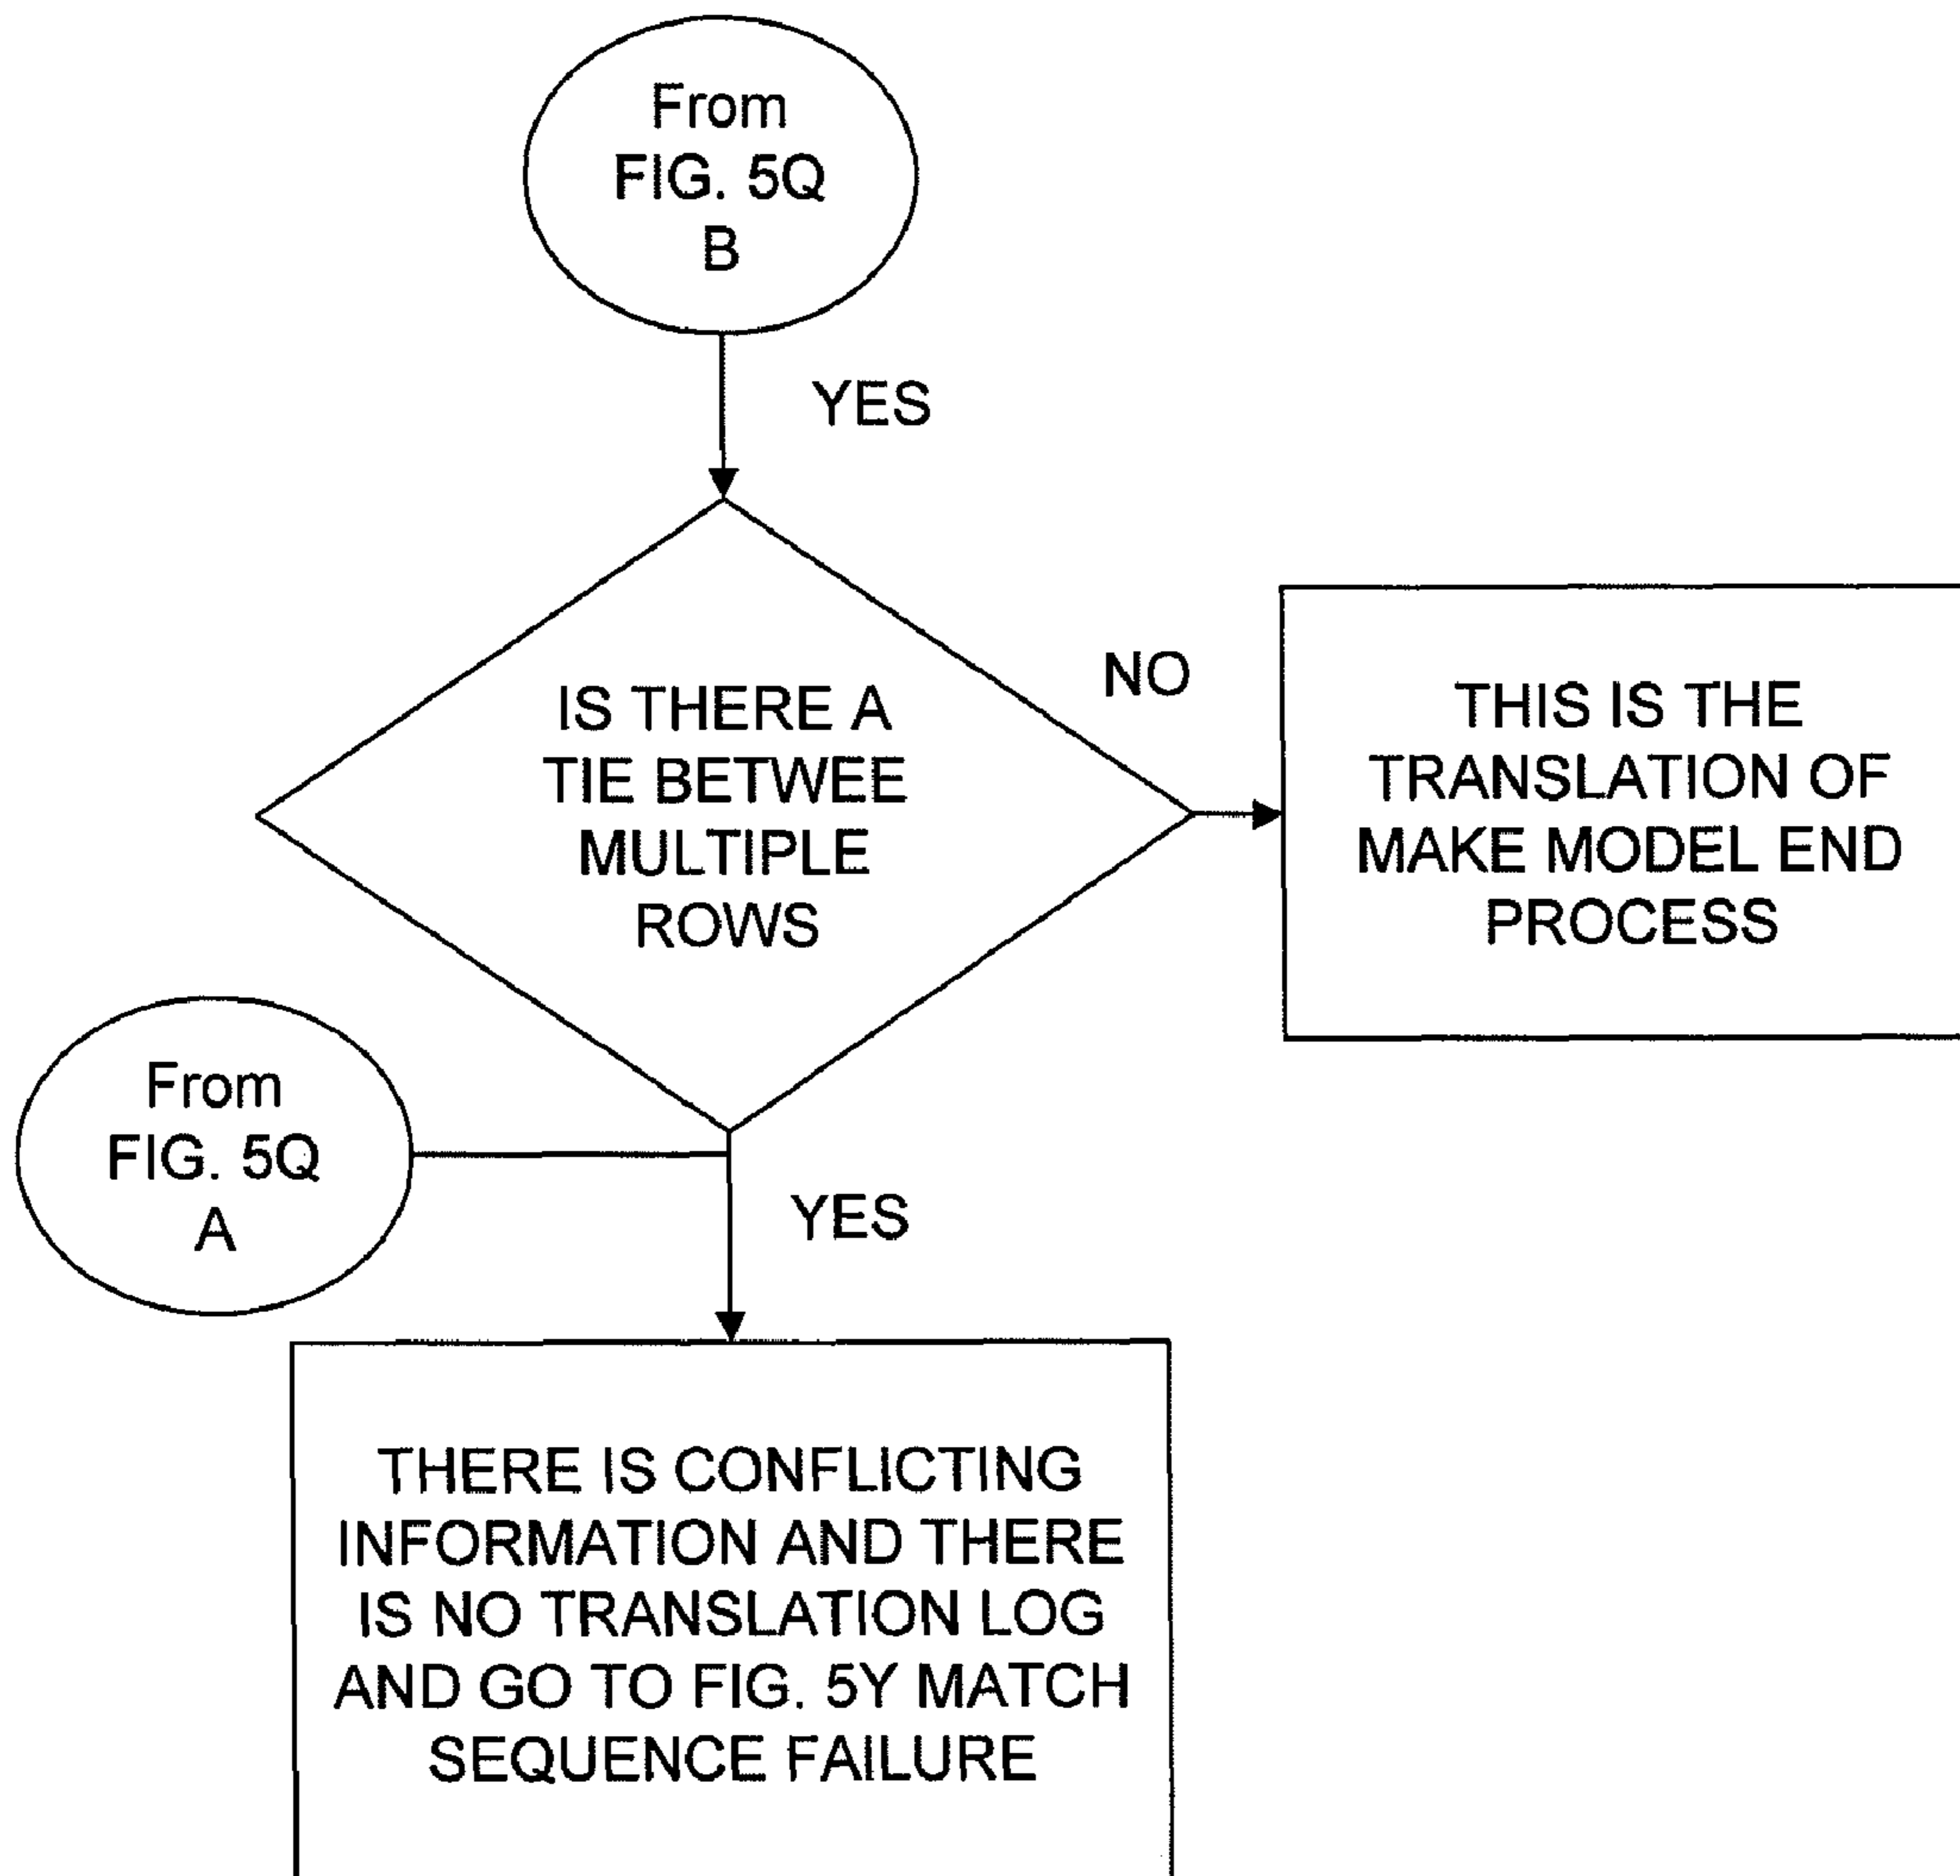 From
FIG. 5Q
B
YES
IS THERE A
TIE BETWEE
MULTIPLE
ROWS
NO
THIS IS THE
TRANSLATION OF
MAKE MODEL END
PROCESS
From
FIG. 5Q
A
YES
THERE IS CONFLICTING
INFORMATION AND THERE
IS NO TRANSLATION LOG
AND GO TO FIG. 5Y MATCH
SEQUENCE FAILURE